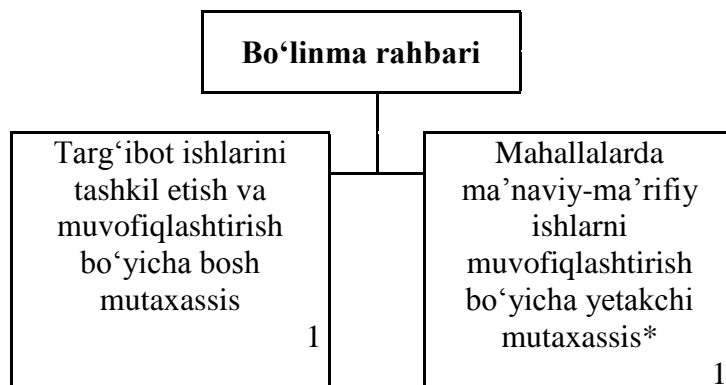 Bo‘linma rahbari
Targ‘ibot ishlarini
tashkil etish va
muvofiqlashtirish
bo‘yicha bosh
mutaxassis
1
Mahallalarda
ma’naviy-ma’rifiy
ishlarni
muvofiqlashtirish
bo‘yicha yetakchi
mutaxassis*
1